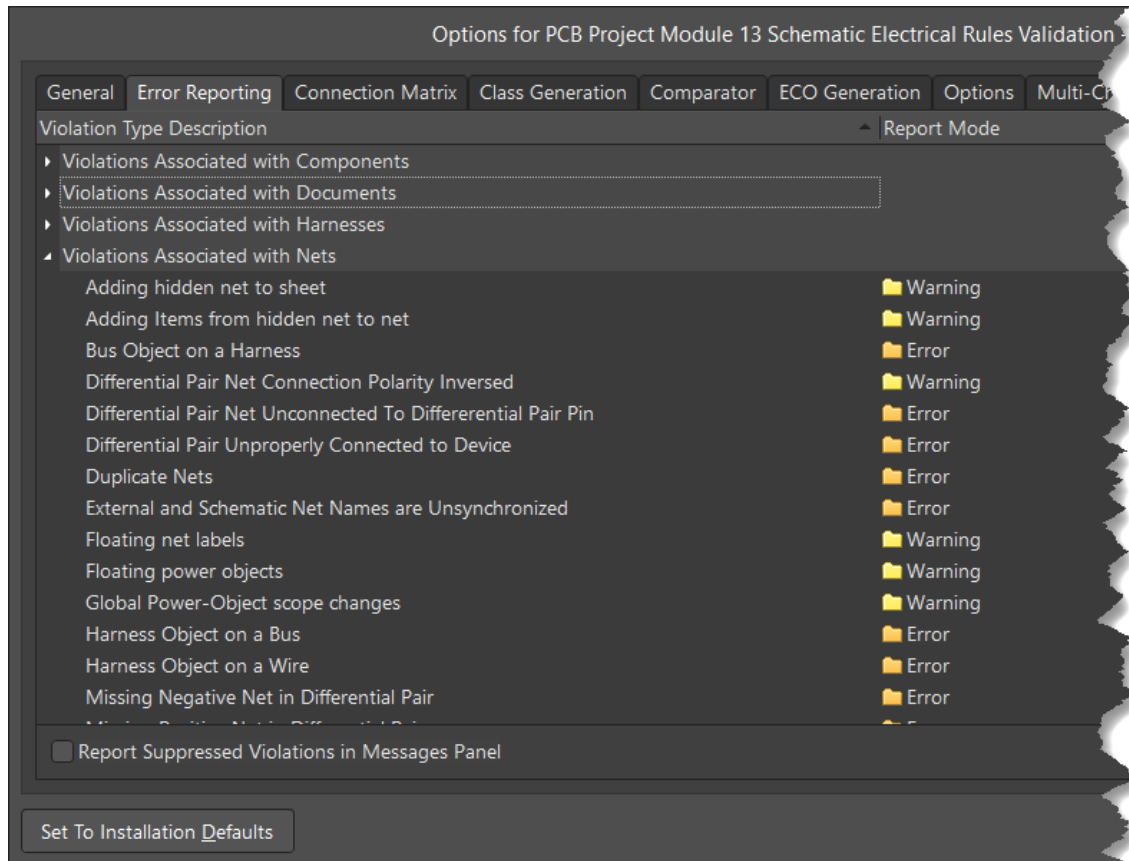 Options for PCB Project Module 13 Schematic Electrical Rules Validation -
General Error Reporting Connection Matrix Class Generation Comparator ECO Generation Options
Violation Type Description Report Mode
Violations Associated with Components
Violations Associated with Documents
Violations Associated with Harnesses
Violations Associated with Nets
Adding hidden net to sheet Warning
Adding Items from hidden net to net Warning
Bus Object on a Harness Error
Differential Pair Net Connection Polarity Inversed Warning
Differential Pair Net Unconnected To Differerential Pair Pin Error
Differential Pair Unproperly Connected to Device Error
Duplicate Nets Error
External and Schematic Net Names are Unsynchronized Error
Floating net labels Warning
Floating power objects Warning
Global Power-Object scope changes Warning
Harness Object on a Bus Error
Harness Object on a Wire Error
Missing Negative Net in Differential Pair Error
Report Suppressed Violations in Messages Panel
Set To Installation Defaults